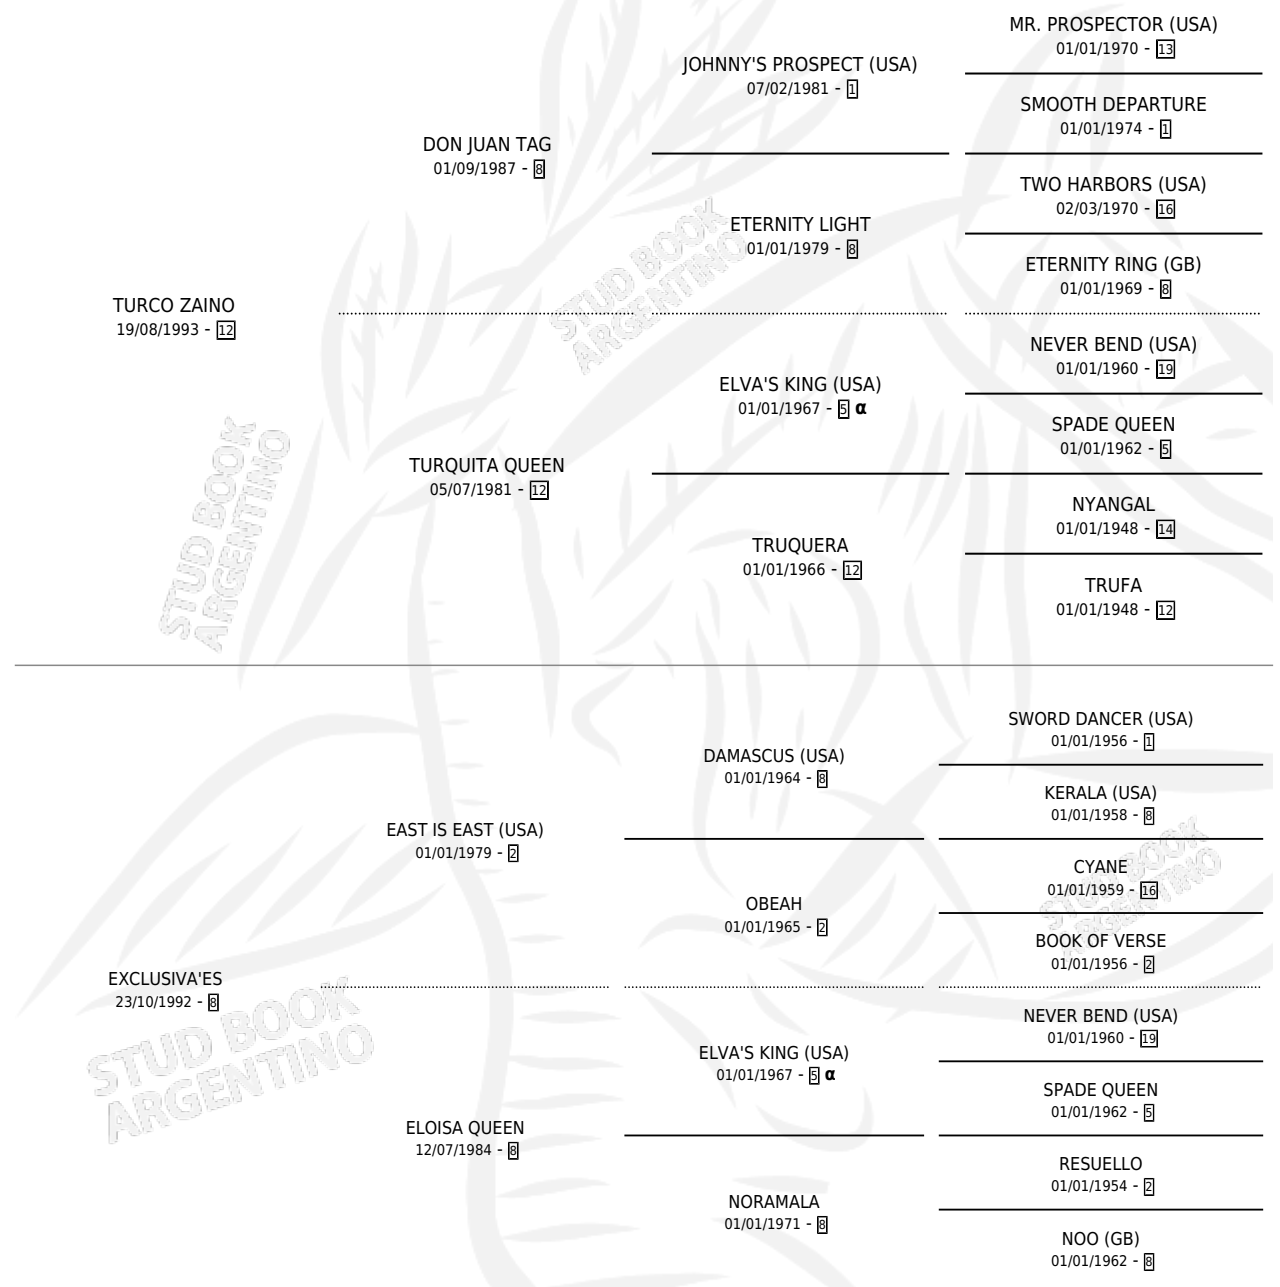 MR. PROSPECTOR (USA)
01/01/1970 - 13
JOHNNY'S PROSPECT (USA)
07/02/1981 - 1
SMOOTH DEPARTURE
01/01/1974 - 1
DON JUAN TAG
01/09/1987 - 8
TWO HARBORS (USA)
02/03/1970 - 16
ETERNITY LIGHT
01/01/1979 - 8
ETERNITY RING (GB)
01/01/1969 - 8
TURCO ZAINO
19/08/1993 - 12
NEVER BEND (USA)
01/01/1960 - 19
ELVA'S KING (USA)
01/01/1967 - 5 α
SPADE QUEEN
01/01/1962 - 5
TURQUITA QUEEN
05/07/1981 - 12
NYANGAL
01/01/1948 - 14
TRUQUERA
01/01/1966 - 12
TRUFA
01/01/1948 - 12
STUD BOOK
ARGENTINO
STUD BOOK
ARGENTINO
SWORD DANCER (USA)
01/01/1956 - 1
DAMASCUS (USA)
01/01/1964 - 8
KERALA (USA)
01/01/1958 - 8
EAST IS EAST (USA)
01/01/1979 - 2
CYANE
01/01/1959 - 16
OBEAH
01/01/1965 - 2
BOOK OF VERSE
01/01/1956 - 2
EXCLUSIVA'ES
23/10/1992 - 8
NEVER BEND (USA)
01/01/1960 - 19
ELVA'S KING (USA)
01/01/1967 - 5 α
SPADE QUEEN
01/01/1962 - 5
ELOISA QUEEN
12/07/1984 - 8
RESUELLO
01/01/1954 - 2
NORAMALA
01/01/1971 - 8
NOO (GB)
01/01/1962 - 8
STUD BOOK
ARGENTINO
STUD BOOK
ARGENTINO